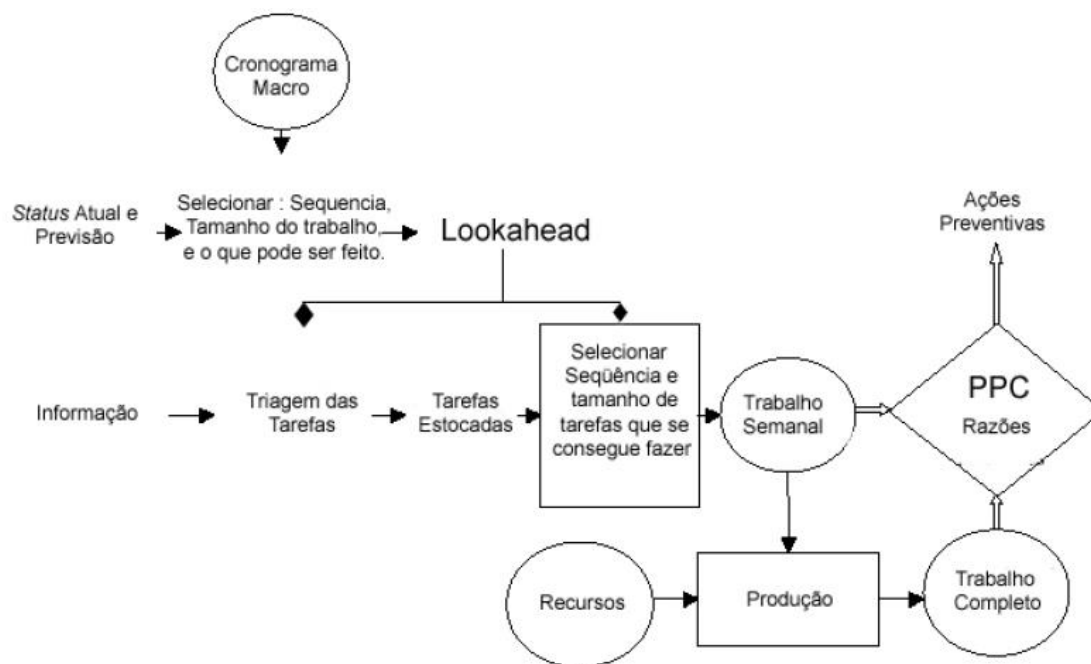 Cronograma
Macro
Status Atual e
Previsão
Selecionar : Sequencia,
Tamanho do trabalho,
e o que pode ser feito.
Lookahead
Ações
Preventivas
Informação
Triagem das
Tarefas
Tarefas
Estocadas
Selecionar
Seqüência e
tamanho de
tarefas que se
consegue fazer
Trabalho
Semanal
PPC
Razões
Recursos
Produção
Trabalho
Completo